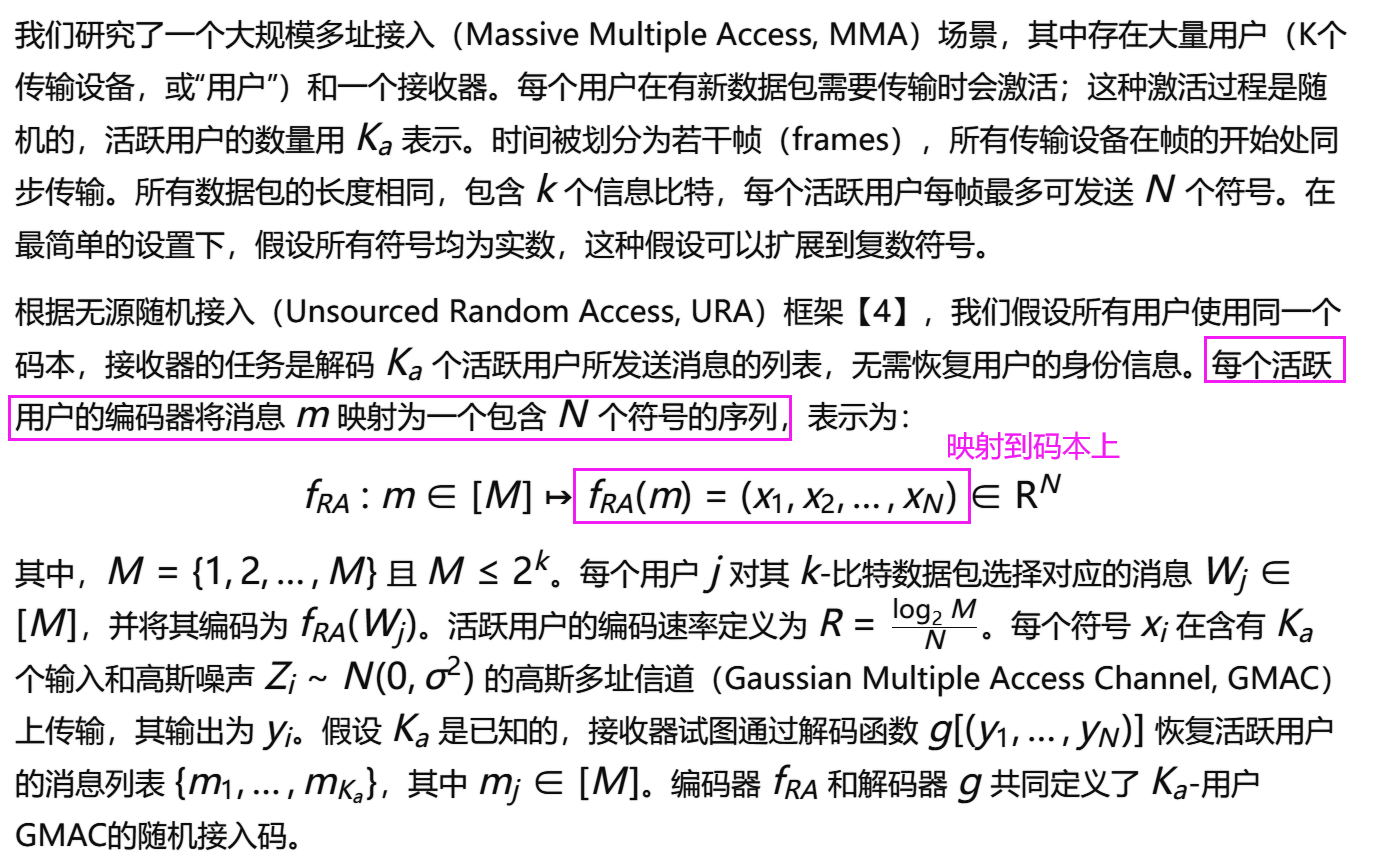 我们研究了一个大规模多址接入（Massive Multiple Access, MMA）场景，其中存在大量用户（K个
传输设备，或“用户”）和一个接收器。每个用户在有新数据包需要传输时会激活；这种激活过程是随
机的，活跃用户的数量用 K_a 表示。时间被划分为若干帧（frames），所有传输设备在帧的开始处同
步传输。所有数据包的长度相同，包含 k 个信息比特，每个活跃用户每帧最多可发送 N 个符号。在
最简单的设置下，假设所有符号均为实数，这种假设可以扩展到复数符号。
根据无源随机接入（Unsourced Random Access, URA）框架【4】，我们假设所有用户使用同一个
码本，接收器的任务是解码 K_a 个活跃用户所发送消息的列表，无需恢复用户的身份信息。每个活跃
用户的编码器将消息 m 映射为一个包含 N 个符号的序列，表示为：
映射到码本上
f_{RA} : m ∈ [M] ↦ f_{RA}(m) = (x_1, x_2, …, x_N) ∈ R^N
其中，M = {1, 2, …, M} 且 M ≤ 2^k。每个用户 j 对其 k-比特数据包选择对应的消息 W_j ∈
[M]，并将其编码为 f_{RA}(W_j)。活跃用户的编码速率定义为 R = \frac{\log_2 M}{N}。每个符号 x_i 在含有 K_a
个输入和高斯噪声 Z_i ~ N(0, σ^2) 的高斯多址信道（Gaussian Multiple Access Channel, GMAC）
上传输，其输出为 y_i。假设 K_a 是已知的，接收器试图通过解码函数 g[(y_1, …, y_N)] 恢复活跃用户
的消息列表 {m_1, …, m_{K_a}}，其中 m_j ∈ [M]。编码器 f_{RA} 和解码器 g 共同定义了 K_a-用户
GMAC的随机接入码。